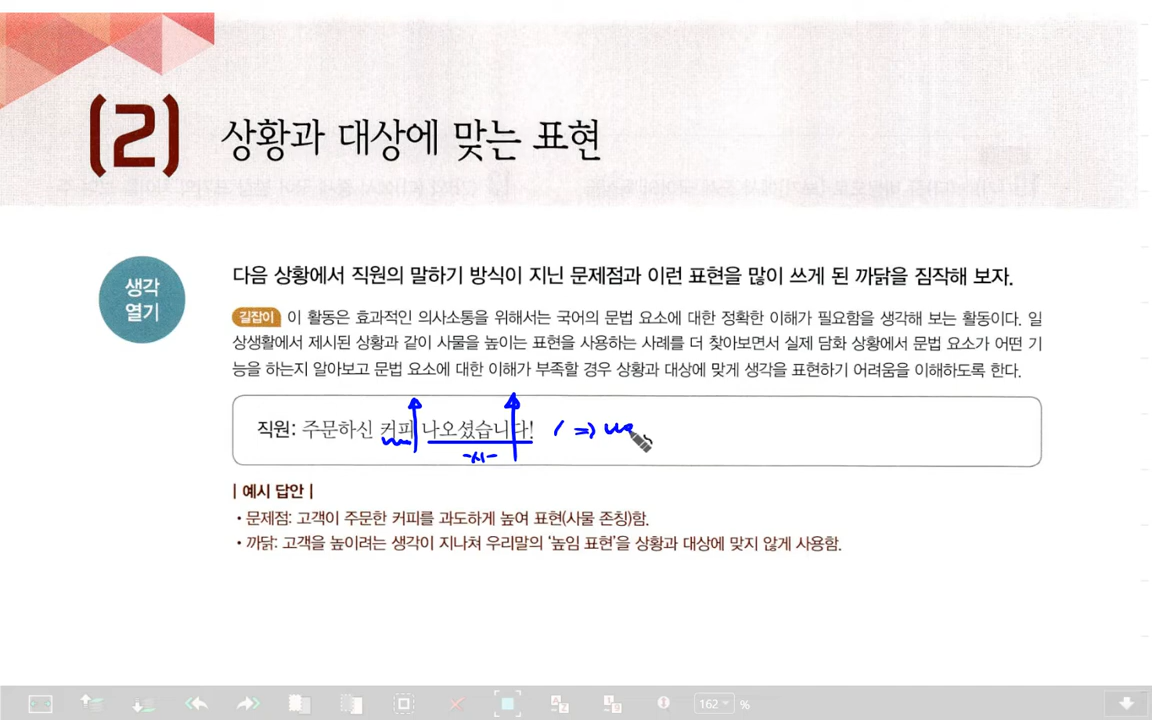 (2) 상황과 대상에 맞는 표현
생각
열기
다음 상황에서 직원의 말하기 방식이 지닌 문제점과 이런 표현을 많이 쓰게 된 까닭을 짐작해 보자.
길잡이 이 활동은 효과적인 의사소통을 위해서는 국어의 문법 요소에 대한 정확한 이해가 필요함을 생각해 보는 활동이다. 일
상생활에서 제시된 상황과 같이 사물을 높이는 표현을 사용하는 사례를 더 찾아보면서 실제 담화 상황에서 문법 요소가 어떤 기
능을 하는지 알아보고 문법 요소에 대한 이해가 부족할 경우 상황과 대상에 맞게 생각을 표현하기 어려움을 이해하도록 한다.
직원: 주문하신 커피 나오셨습니다!
-시-
| 예시 답안 |
• 문제점: 고객이 주문한 커피를 과도하게 높여 표현(사물 존칭)함.
• 까닭: 고객을 높이려는 생각이 지나쳐 우리말의 '높임 표현'을 상황과 대상에 맞지 않게 사용함.
162 %